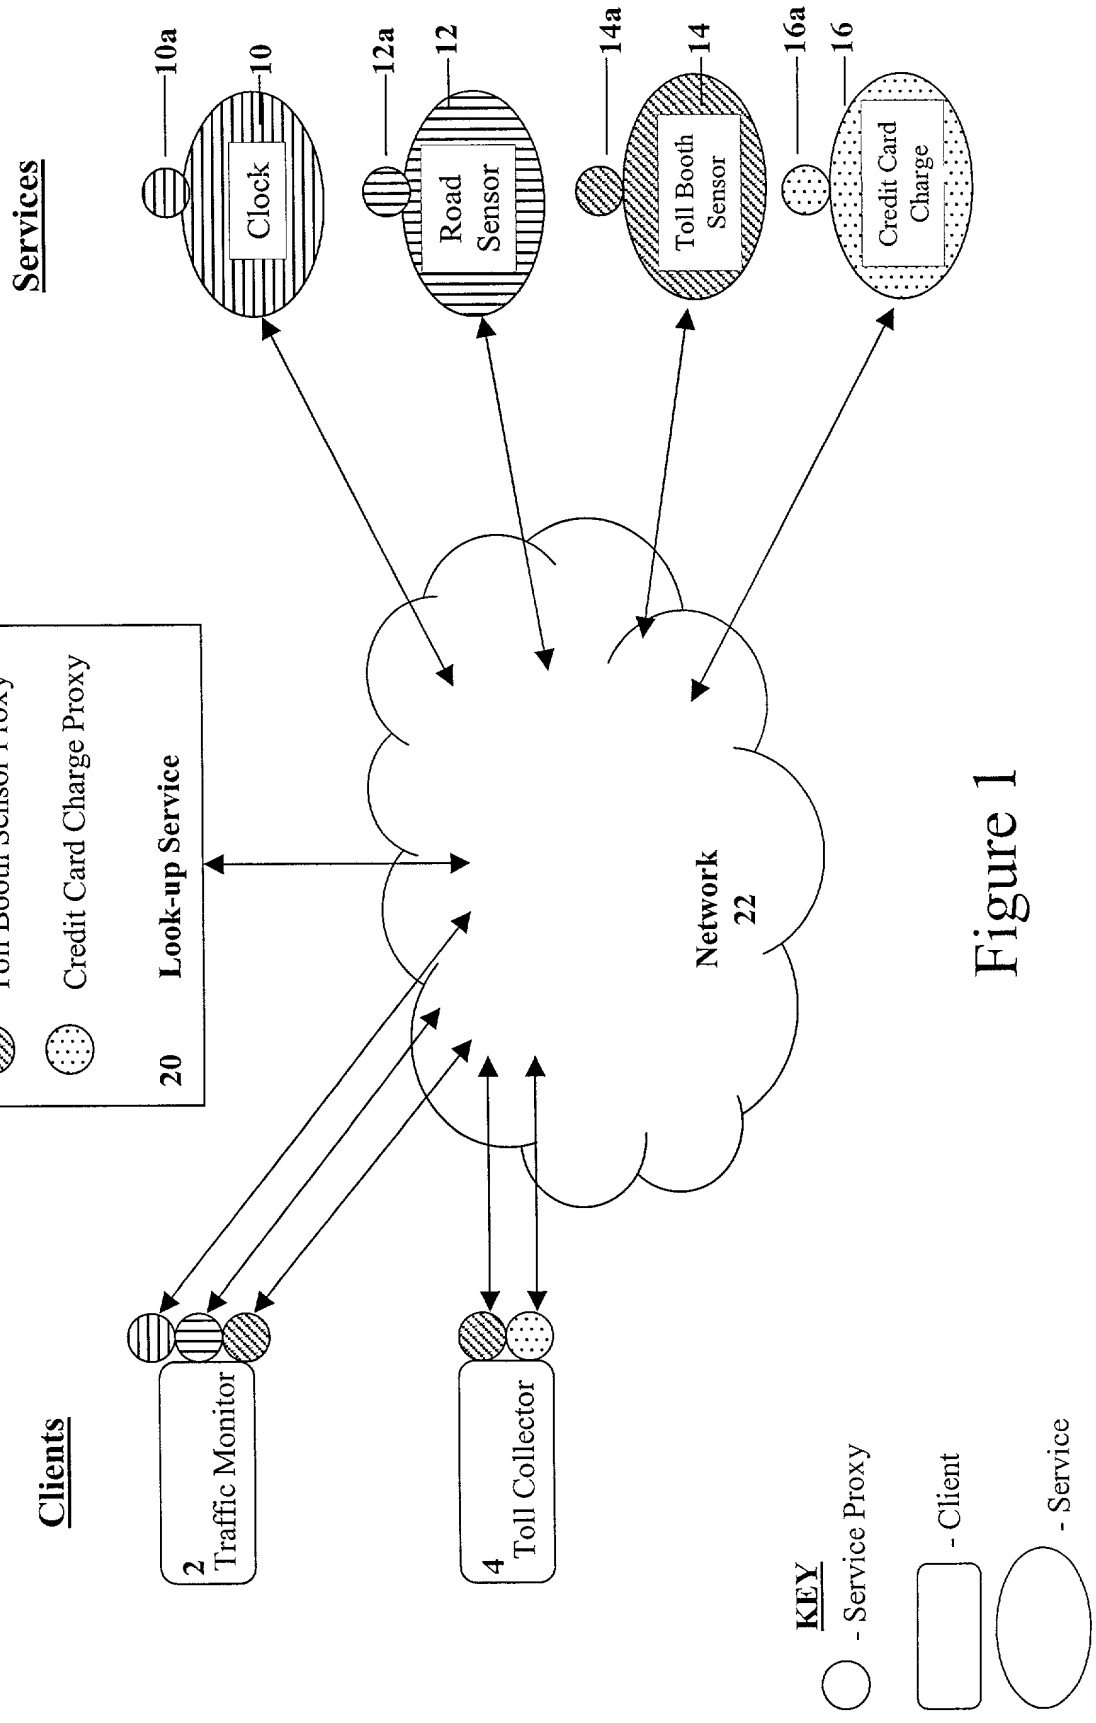 Toll Booth Sensor Proxy
Credit Card Charge Proxy
20 Look-up Service
Clients
Services
2
Traffic Monitor
4
Toll Collector
Network
22
10a
Clock
10
12a
Road
Sensor
12
14a
Toll Booth
Sensor
14
16a
Credit Card
Charge
16
KEY
- Service Proxy
- Client
- Service
Figure 1